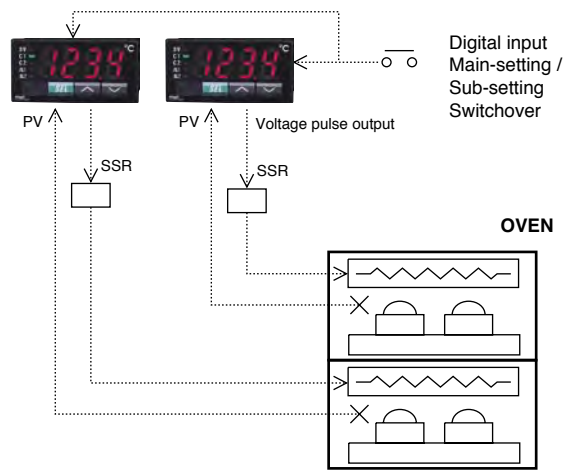 °C
1234
SEL
°C
1234
SEL
Digital input
Main-setting /
Sub-setting
Switchover
PV
PV
Voltage pulse output
SSR
SSR
OVEN